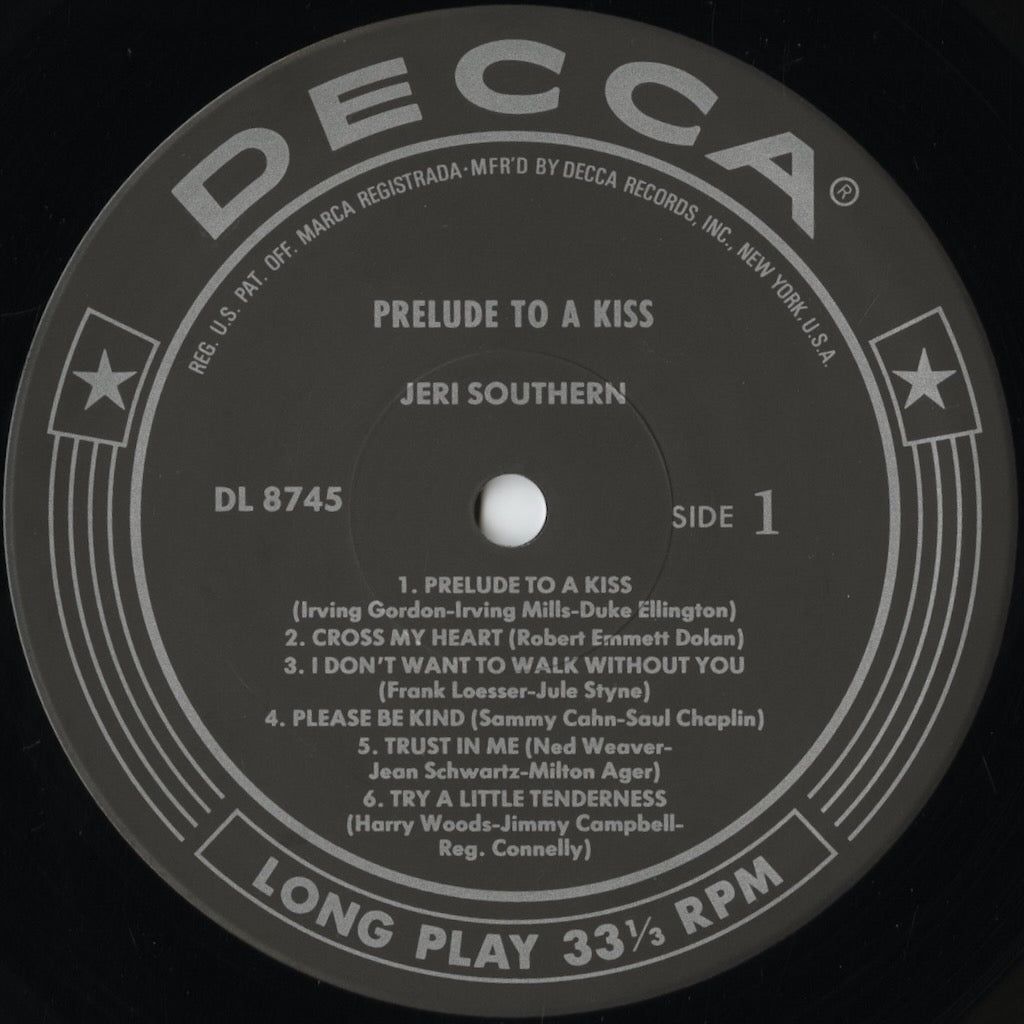 DECCA®
REG. U.S. PAT. OFF. MARCA REGISTRADA·MFR'D BY DECCA RECORDS, INC., NEW YORK, U.S.A.
PRELUDE TO A KISS
JERI SOUTHERN
DL 8745
SIDE 1
1. PRELUDE TO A KISS
(Irving Gordon-Irving Mills-Duke Ellington)
2. CROSS MY HEART (Robert Emmett Dolan)
3. I DON'T WANT TO WALK WITHOUT YOU
(Frank Loesser-Jule Styne)
4. PLEASE BE KIND (Sammy Cahn-Saul Chaplin)
5. TRUST IN ME (Ned Weaver-
Jean Schwartz-Milton Ager)
6. TRY A LITTLE TENDERNESS
(Harry Woods-Jimmy Campbell-
Reg. Connelly)
LONG PLAY 33⅓ RPM